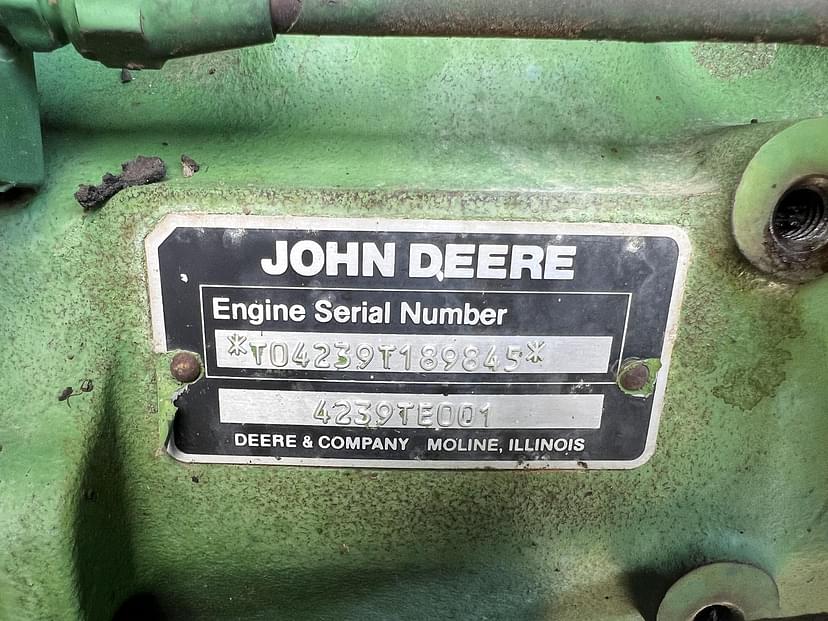 JOHN DEERE
Engine Serial Number
*T04239T189845*
4239TE001
DEERE & COMPANY MOLINE, ILLINOIS